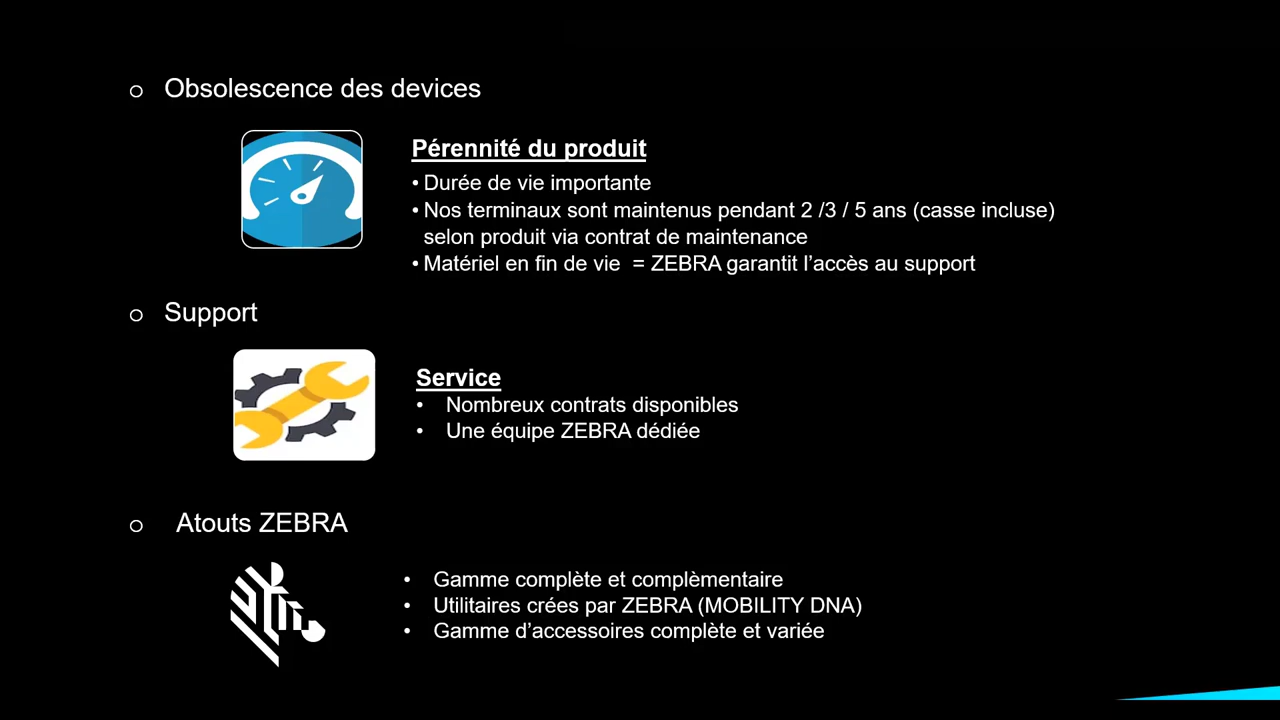 o Obsolescence des devices
Pérennité du produit
• Durée de vie importante
• Nos terminaux sont maintenus pendant 2 /3 / 5 ans (casse incluse)
selon produit via contrat de maintenance
• Matériel en fin de vie = ZEBRA garantit l’accès au support
o Support
Service
• Nombreux contrats disponibles
• Une équipe ZEBRA dédiée
o Atouts ZEBRA
• Gamme complète et complèmentaire
• Utilitaires crées par ZEBRA (MOBILITY DNA)
• Gamme d’accessoires complète et variée